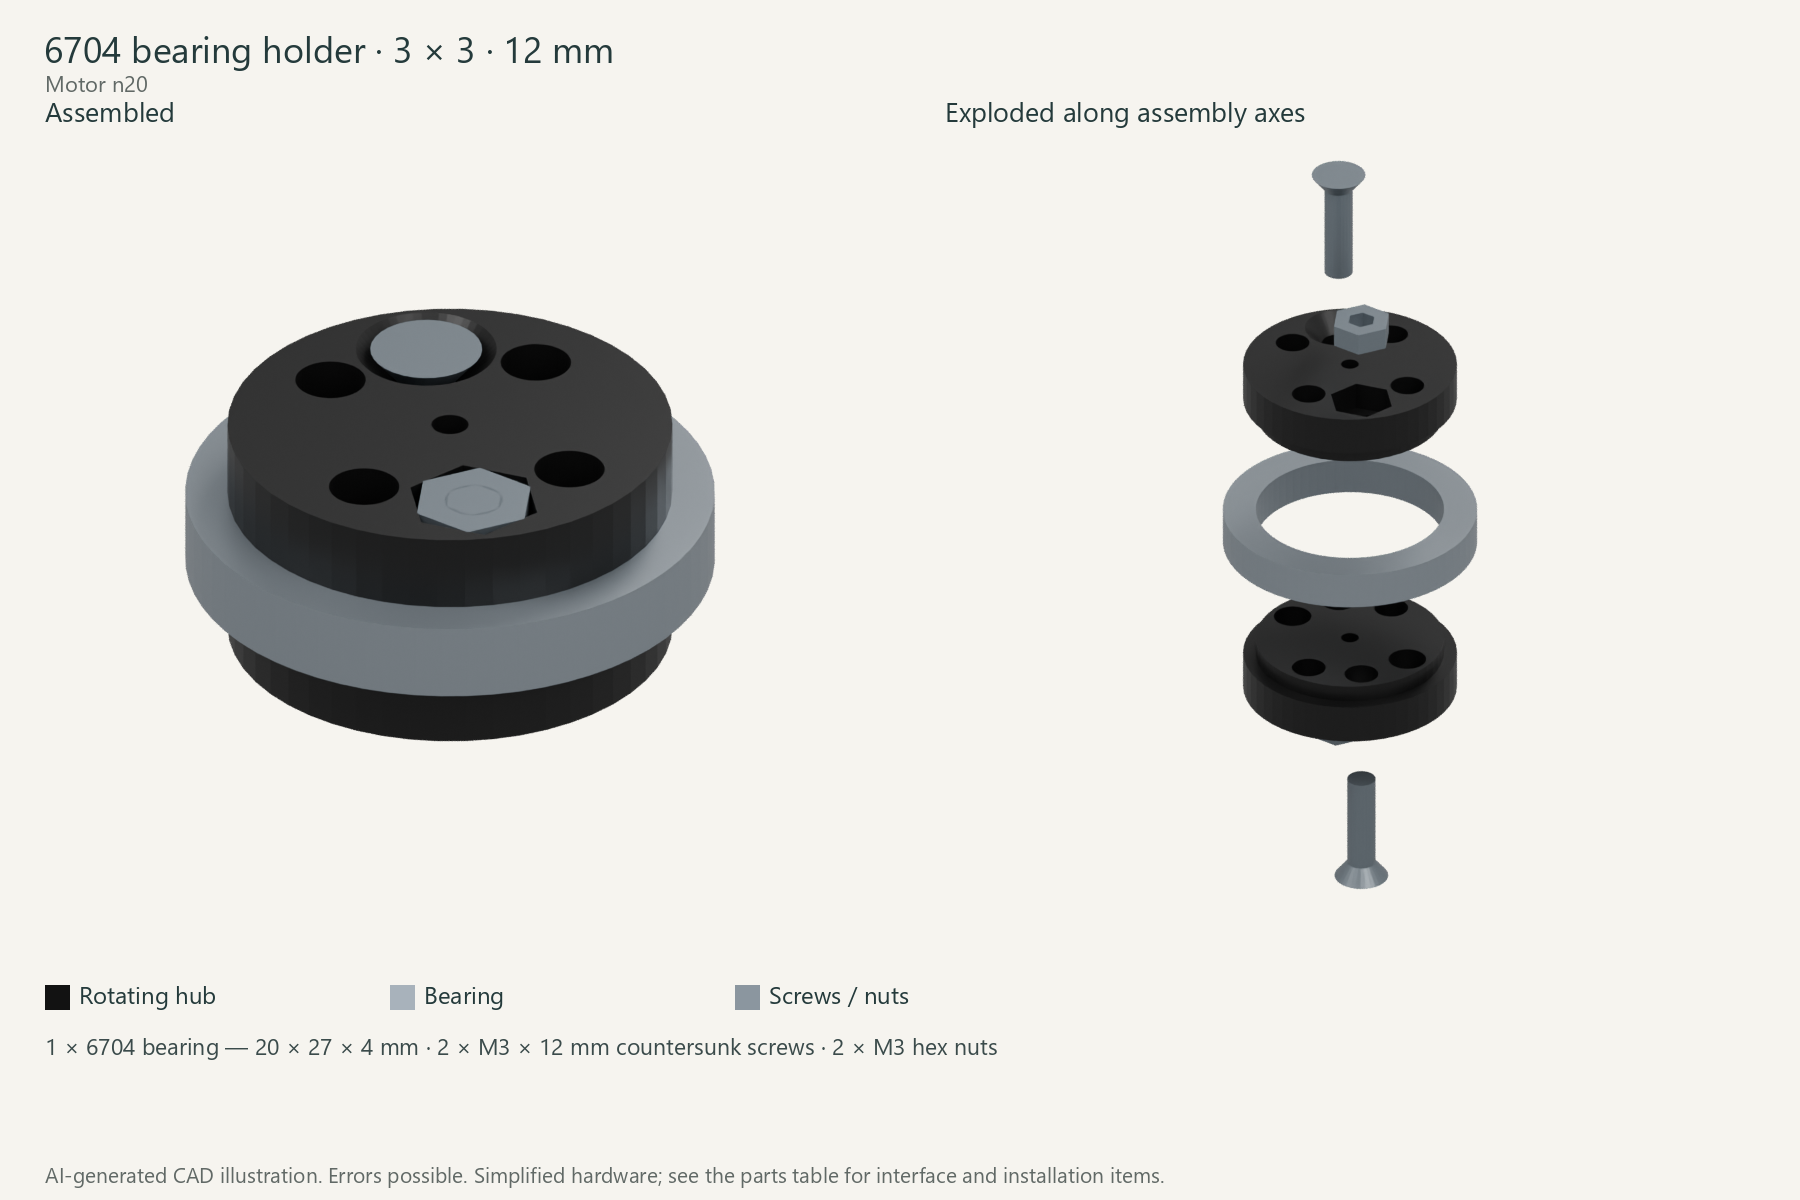 6704 bearing holder · 3 × 3 · 12 mm
Motor n20
Assembled
Exploded along assembly axes
Rotating hub
Bearing
Screws / nuts
1 × 6704 bearing — 20 × 27 × 4 mm · 2 × M3 × 12 mm countersunk screws · 2 × M3 hex nuts
AI-generated CAD illustration. Errors possible. Simplified hardware; see the parts table for interface and installation items.